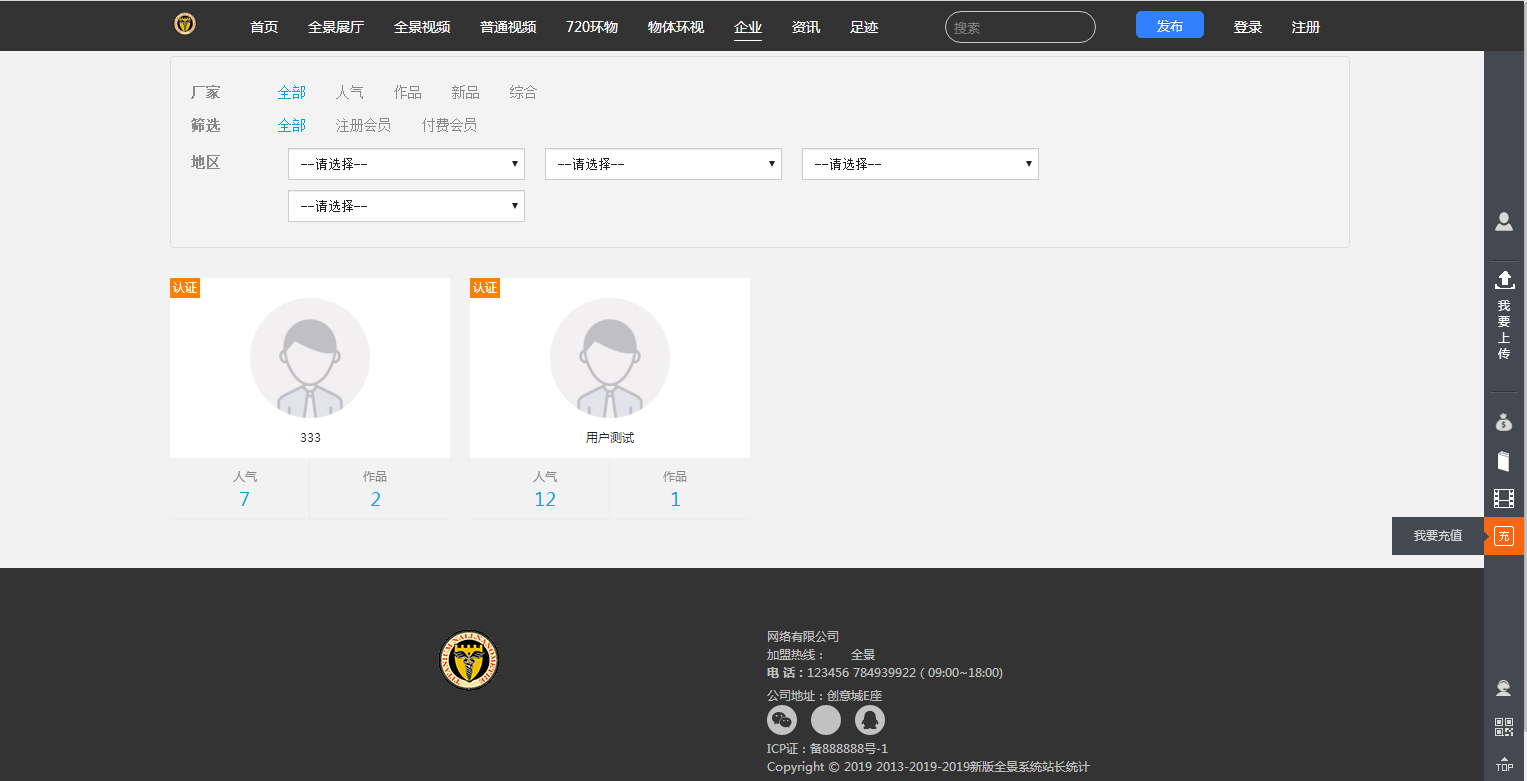 首页 全景展厅 全景视频 普通视频 720环物 物体环视 企业 资讯 足迹 搜索 发布 登录 注册
厂家 全部 人气 作品 新品 综合
筛选 全部 注册会员 付费会员
地区 --请选择-- --请选择-- --请选择--
--请选择--
认证 认证
333 用户测试
人气 作品 人气 作品
7 2 12 1
我
要
上
传
我要充值 充
网络有限公司
加盟热线: 全景
电 话:123456 784939922 ( 09:00~18:00)
公司地址:创意城E座
ICP证:备888888号-1
Copyright © 2019 2013-2019-2019新版全景系统站长统计
TOP